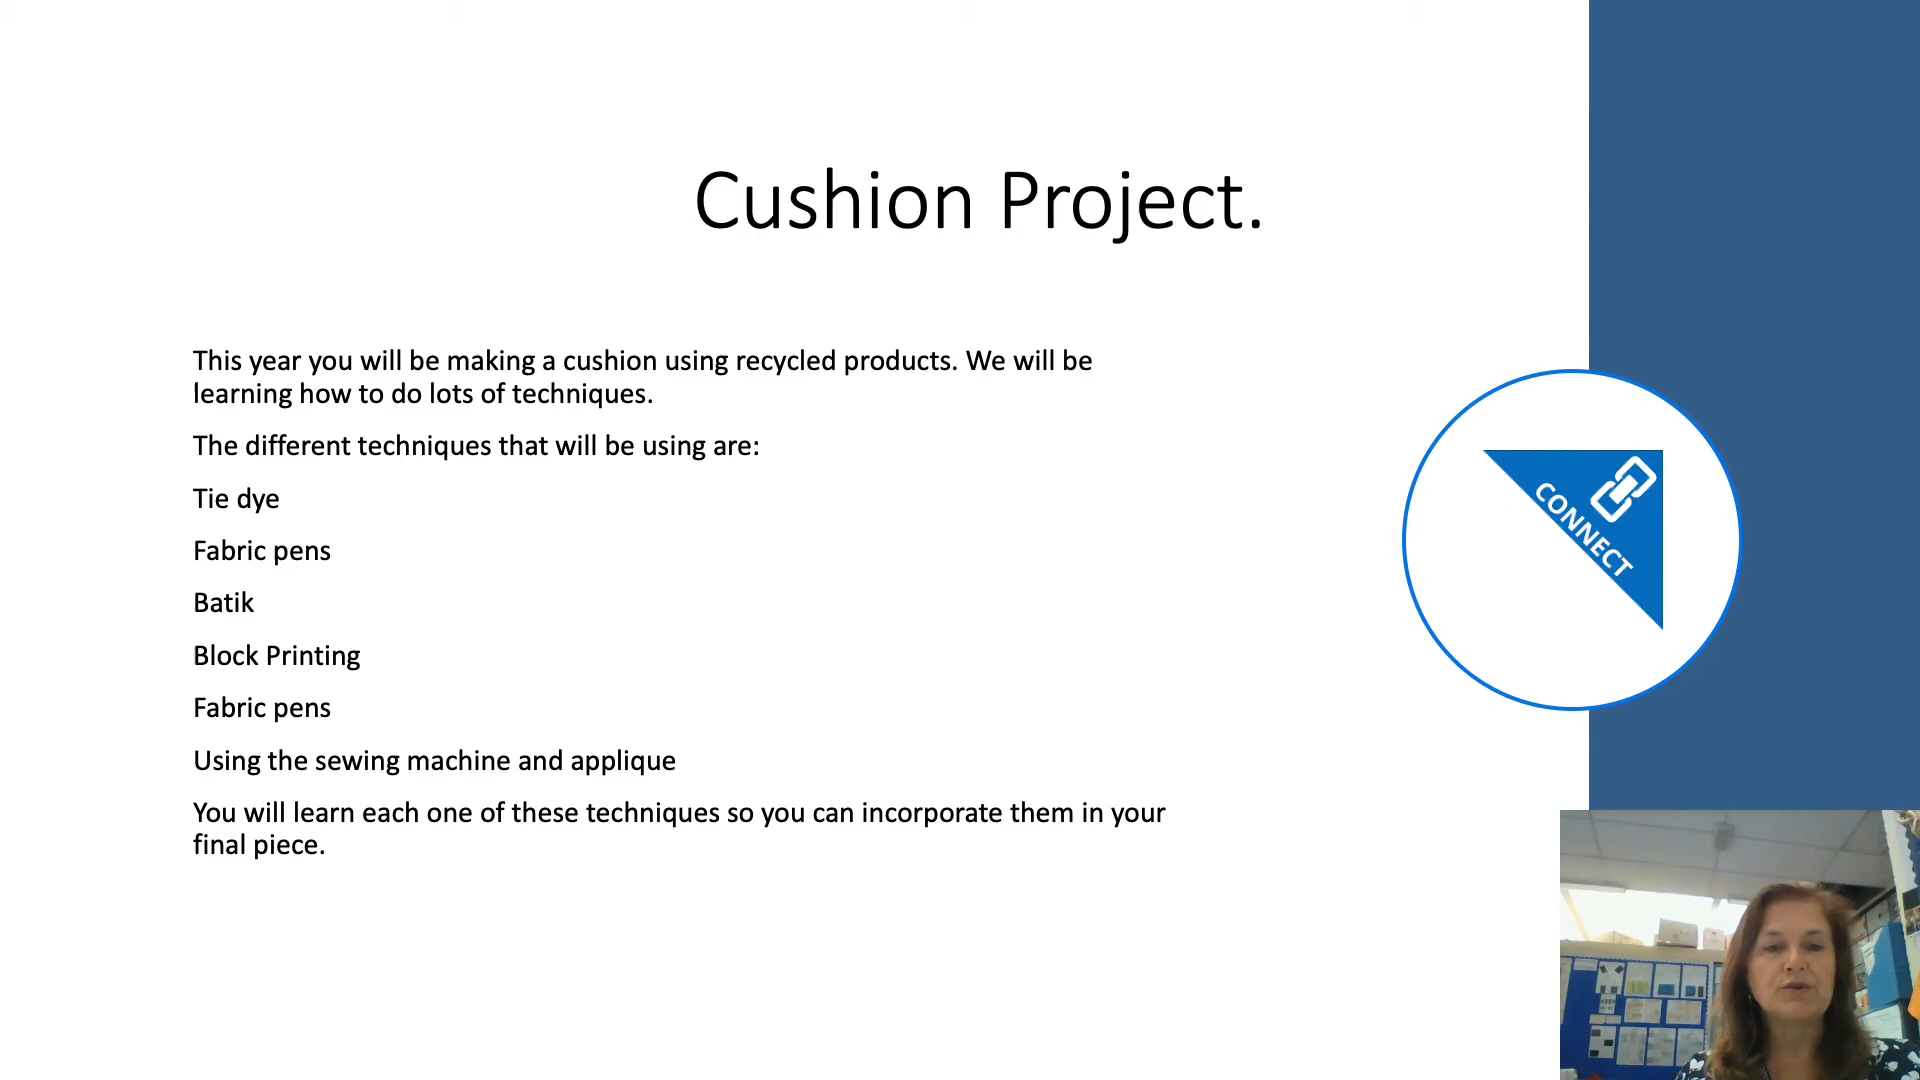 Cushion Project.
This year you will be making a cushion using recycled products. We will be
learning how to do lots of techniques.
The different techniques that will be using are:
Tie dye
Fabric pens
Batik
Block Printing
Fabric pens
Using the sewing machine and applique
You will learn each one of these techniques so you can incorporate them in your
final piece.
CONNECT